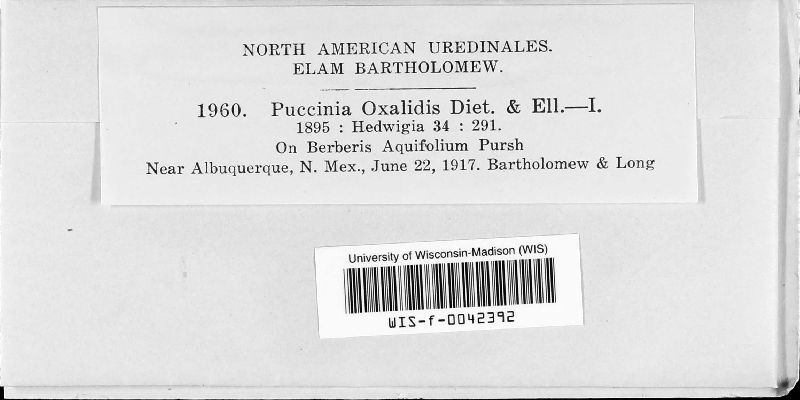 NORTH AMERICAN UREDINALES.
ELAM BARTHOLOMEW.
1960. Puccinia Oxalidis Diet. & Ell.—I.
1895 : Hedwigia 34 : 291.
On Berberis Aquifolium Pursh
Near Albuquerque, N. Mex., June 22, 1917. Bartholomew & Long
University of Wisconsin-Madison (WIS)
WIS-f-0042392